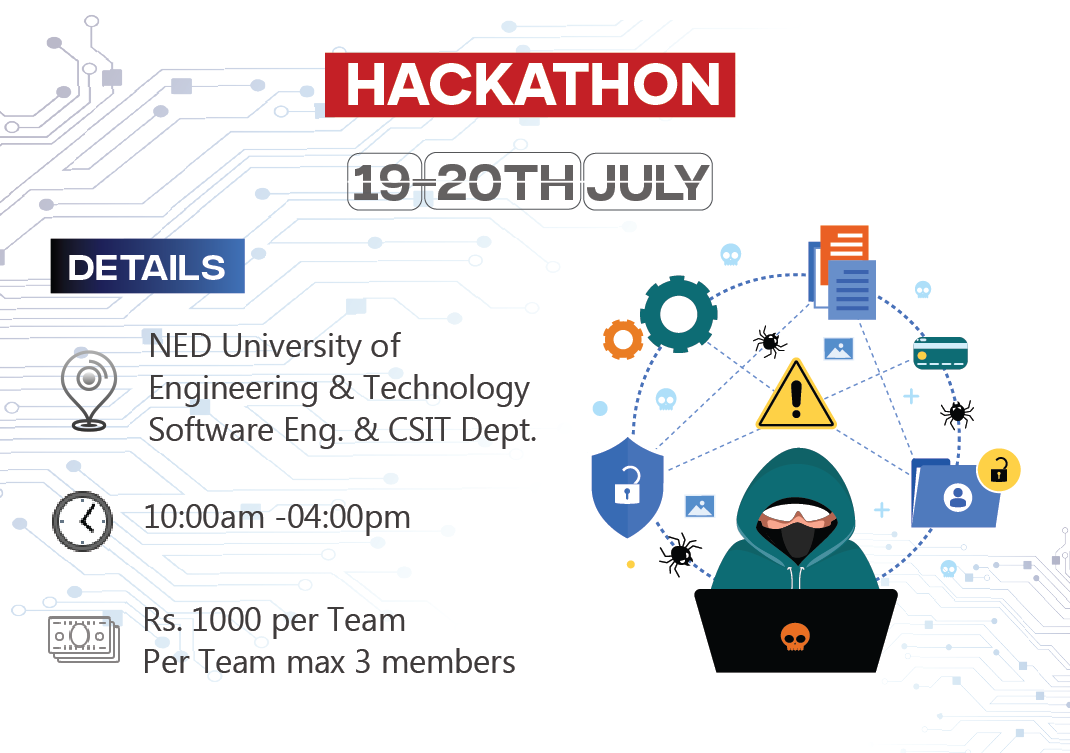 HACKATHON
19-20TH JULY
DETAILS
NED University of
Engineering & Technology
Software Eng. & CSIT Dept.
10:00am -04:00pm
Rs. 1000 per Team
Per Team max 3 members